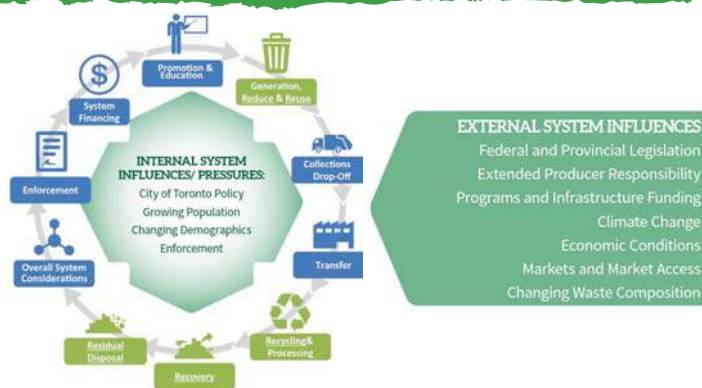 Promotion &
Education
Generation,
Reduce & Reuse
Collections
Drop-Off
Transfer
Recycling&
Processing
Recovery
Residual
Disposal
Overall System
Considerations
Enforcement
System
Financing
INTERNAL SYSTEM
INFLUENCES/ PRESSURES:
City of Toronto Policy
Growing Population
Changing Demographics
Enforcement
EXTERNAL SYSTEM INFLUENCES
Federal and Provincial Legislation
Extended Producer Responsibility
Programs and Infrastructure Funding
Climate Change
Economic Conditions
Markets and Market Access
Changing Waste Composition